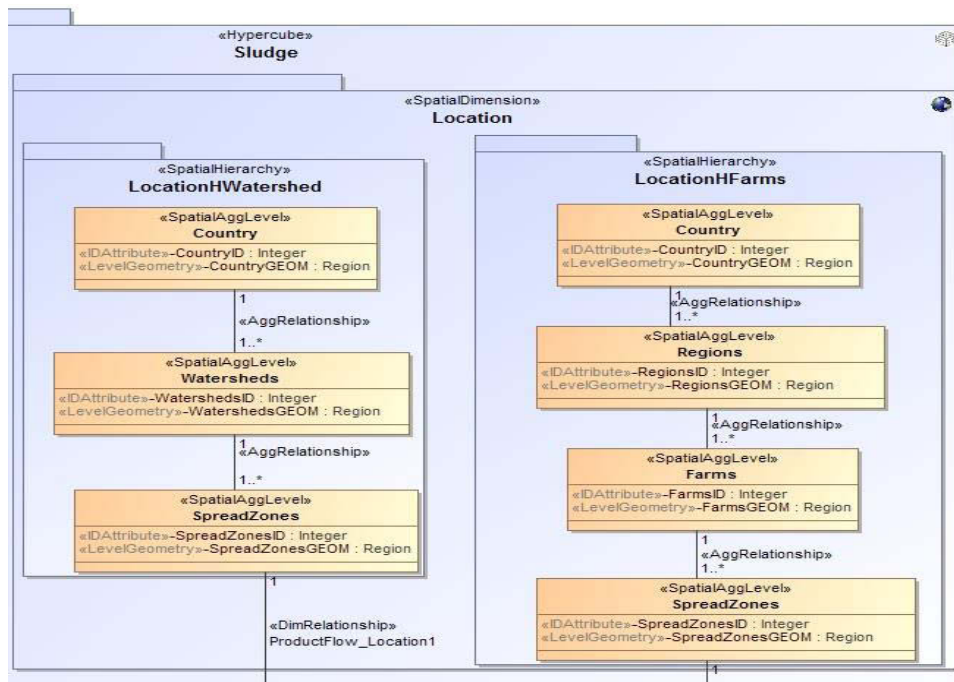 «Hypercube»
Sludge
«SpatialDimension»
Location
«SpatialHierarchy»
LocationHWatershed
«SpatialAggLevel»
Country
«IDAttribute»-CountryID : Integer
«LevelGeometry»-CountryGEOM : Region
1
«AggRelationship»
1..*
«SpatialAggLevel»
Watersheds
«IDAttribute»-WatershedsID : Integer
«LevelGeometry»-WatershedsGEOM : Region
1
«AggRelationship»
1..*
«SpatialAggLevel»
SpreadZones
«IDAttribute»-SpreadZonesID : Integer
«LevelGeometry»-SpreadZonesGEOM : Region
1
«DimRelationship»
ProductFlow_Location1
«SpatialHierarchy»
LocationHFarms
«SpatialAggLevel»
Country
«IDAttribute»-CountryID : Integer
«LevelGeometry»-CountryGEOM : Region
1
«AggRelationship»
1..*
«SpatialAggLevel»
Regions
«IDAttribute»-RegionsID : Integer
«LevelGeometry»-RegionsGEOM : Region
1
«AggRelationship»
1..*
«SpatialAggLevel»
Farms
«IDAttribute»-FarmsID : Integer
«LevelGeometry»-FarmsGEOM : Region
1
«AggRelationship»
1..*
«SpatialAggLevel»
SpreadZones
«IDAttribute»-SpreadZonesID : Integer
«LevelGeometry»-SpreadZonesGEOM : Region
1